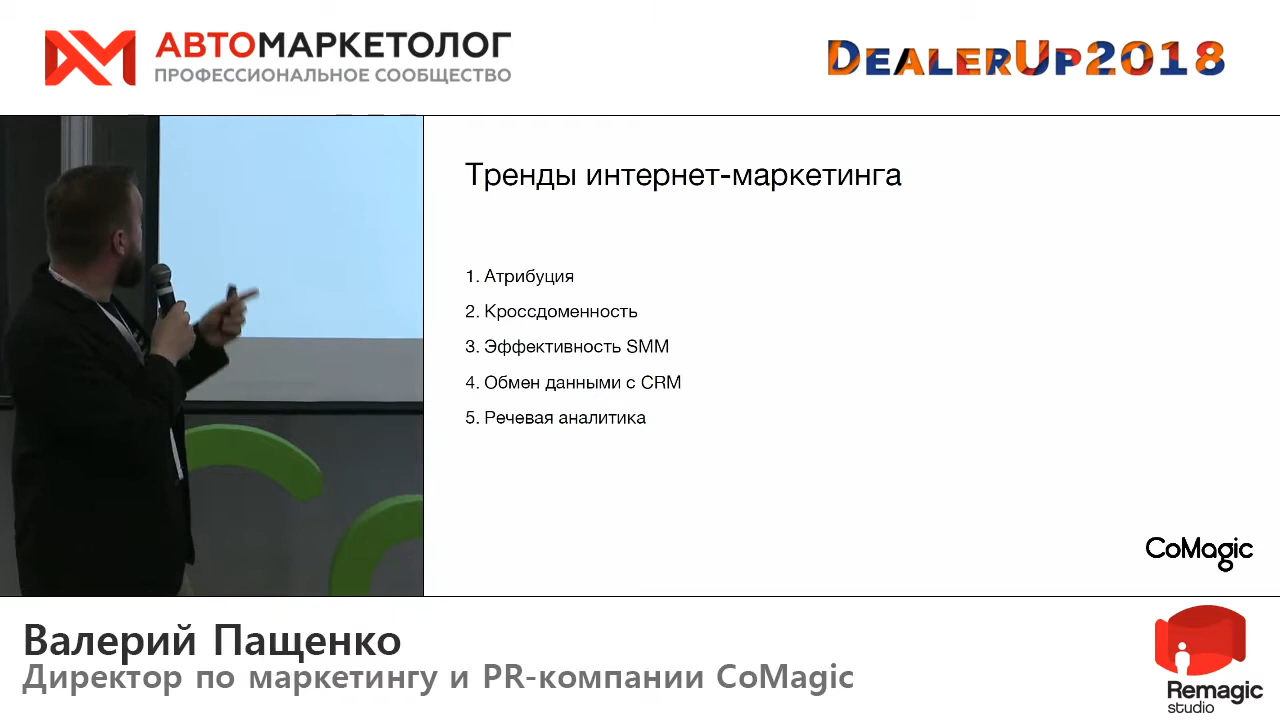 АВТОМАРКЕТОЛОГ
ПРОФЕССИОНАЛЬНОЕ СООБЩЕСТВО
DEALERUP2018
Тренды интернет-маркетинга
1. Атрибуция
2. Кроссдоменность
3. Эффективность SMM
4. Обмен данными с CRM
5. Речевая аналитика
CoMagic
Валерий Пащенко
Директор по маркетингу и PR-компании CoMagic
Remagic
studio